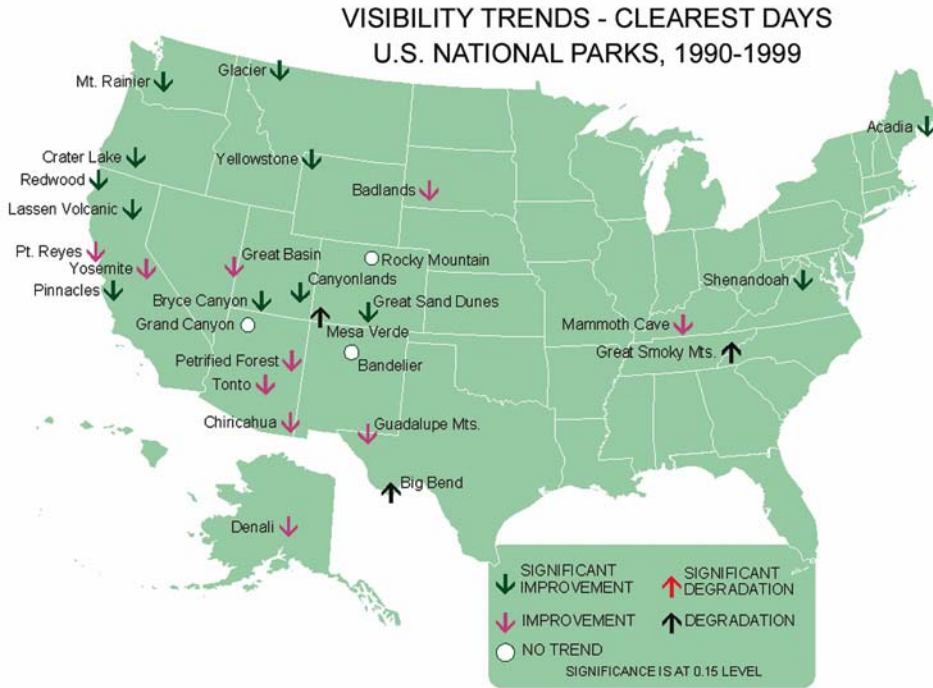 VISIBILITY TRENDS - CLEAREST DAYS
U.S. NATIONAL PARKS, 1990-1999
Glacier
Mt. Rainier
Acadia
Crater Lake
Yellowstone
Redwood
Badlands
Lassen Volcanic
Pt. Reyes
Great Basin
Rocky Mountain
Yosemite
Canyonlands
Shenandoah
Pinnacles
Bryce Canyon
Great Sand Dunes
Grand Canyon
Mesa Verde
Mammoth Cave
Great Smoky Mts.
Petrified Forest
Bandelier
Tonto
Chiricahua
Guadalupe Mts.
Big Bend
Denali
SIGNIFICANT
IMPROVEMENT
SIGNIFICANT
DEGRADATION
IMPROVEMENT
DEGRADATION
NO TREND
SIGNIFICANCE IS AT 0.15 LEVEL